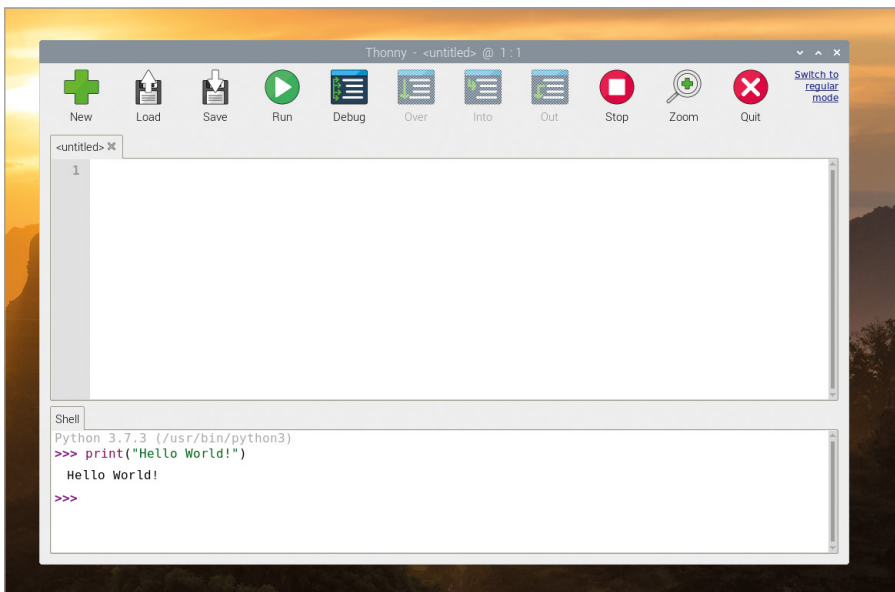 Thonny - <untitled> @ 1:1
New Load Save Run Debug Over Into Out Stop Zoom Quit
Switch to
regular
mode
<untitled>
1
Shell
Python 3.7.3 (/usr/bin/python3)
>>> print("Hello World!")
Hello World!
>>>